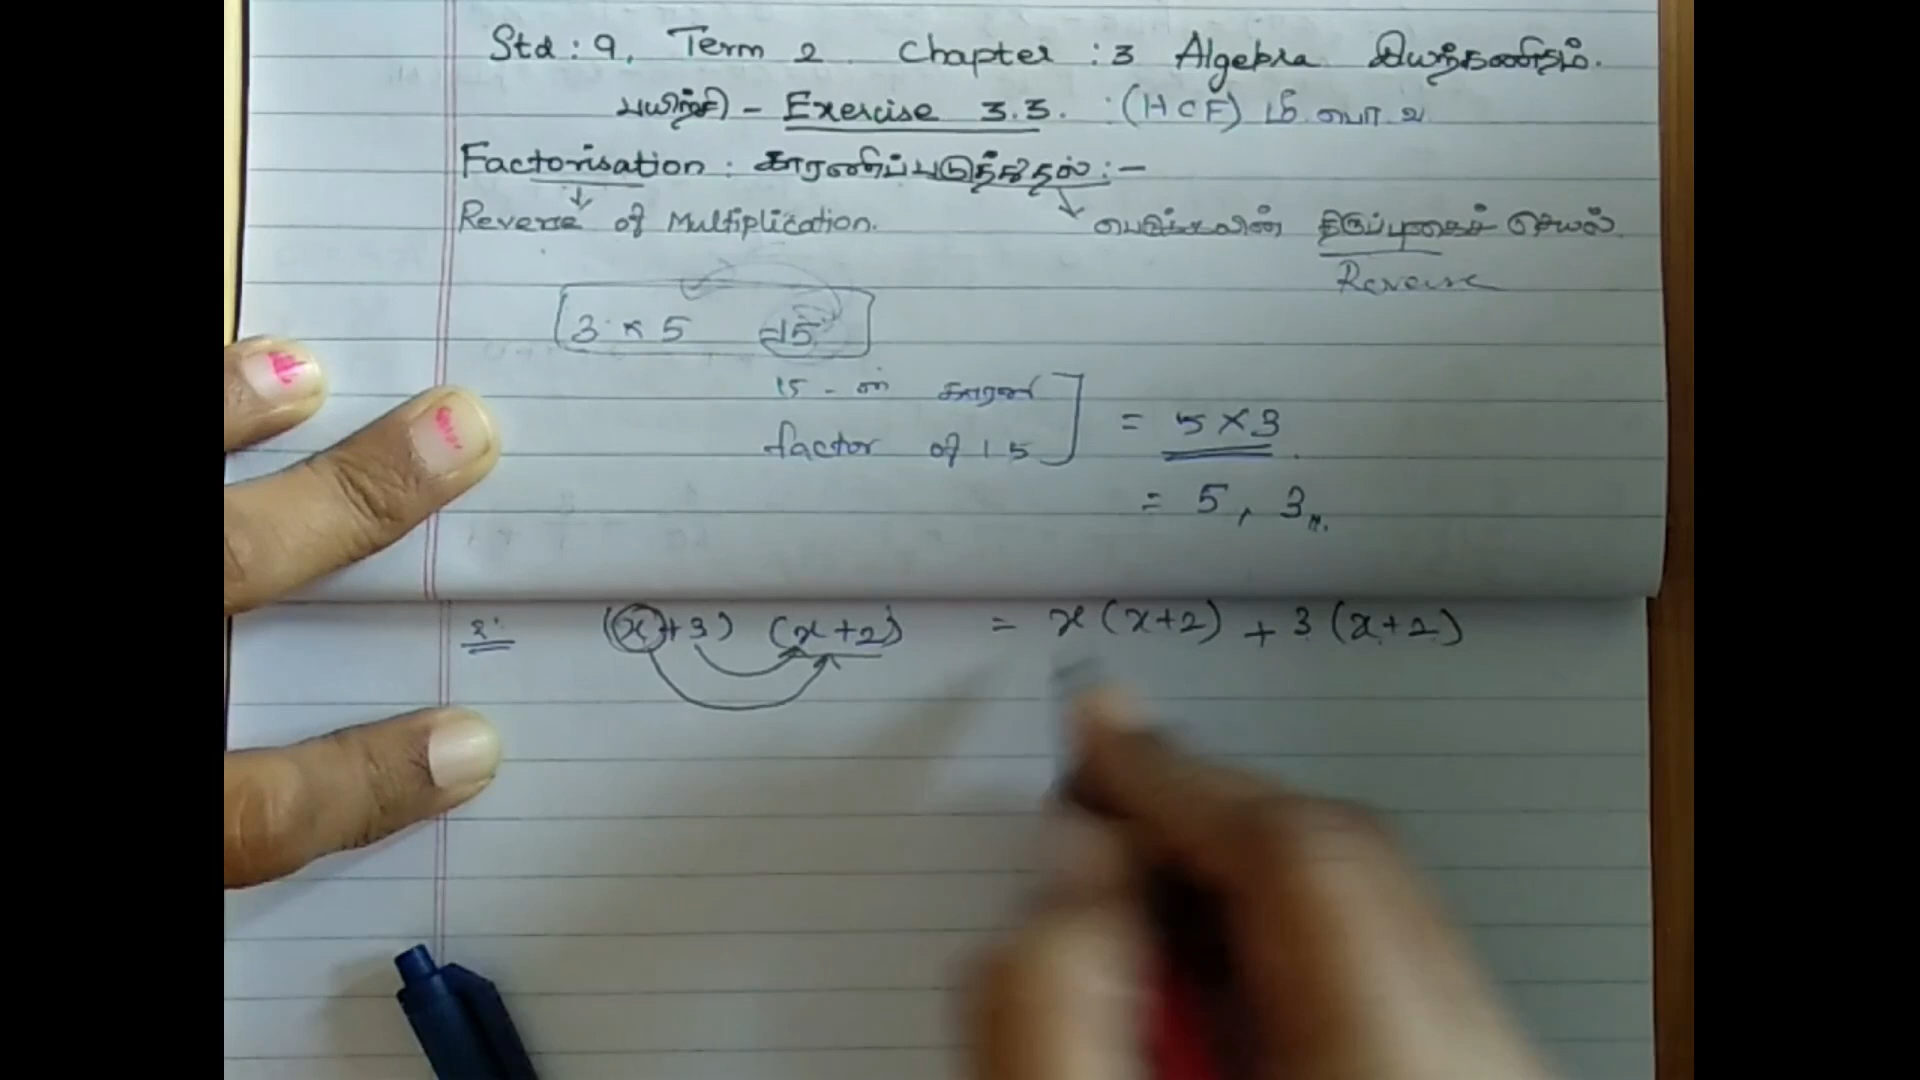 Std : 9, Term 2 Chapter : 3 Algebra இயற்கணிதம்.
பயிற்சி - Exercise 3.3. : (HCF) மீ பொ வ
Factorisation : காரணிப்படுத்துதல் :-
Reverse of Multiplication. பெருக்கலின் திருப்புகைச் செயல்.
Reverse
3 × 5 =15
15 - ன் காரணி
factor of 15 = 5 × 3
= 5, 3
(x+3) (x+2) = x(x+2) + 3(x+2)